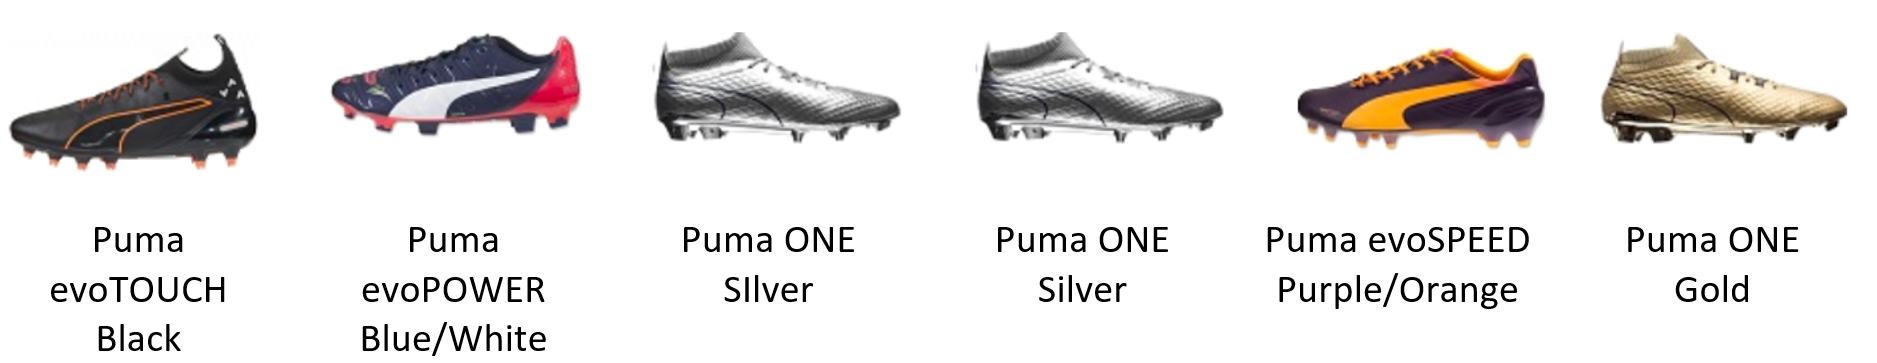 Puma
evoTOUCH
Black
Puma
evoPOWER
Blue/White
Puma ONE
SIlver
Puma ONE
Silver
Puma evoSPEED
Purple/Orange
Puma ONE
Gold